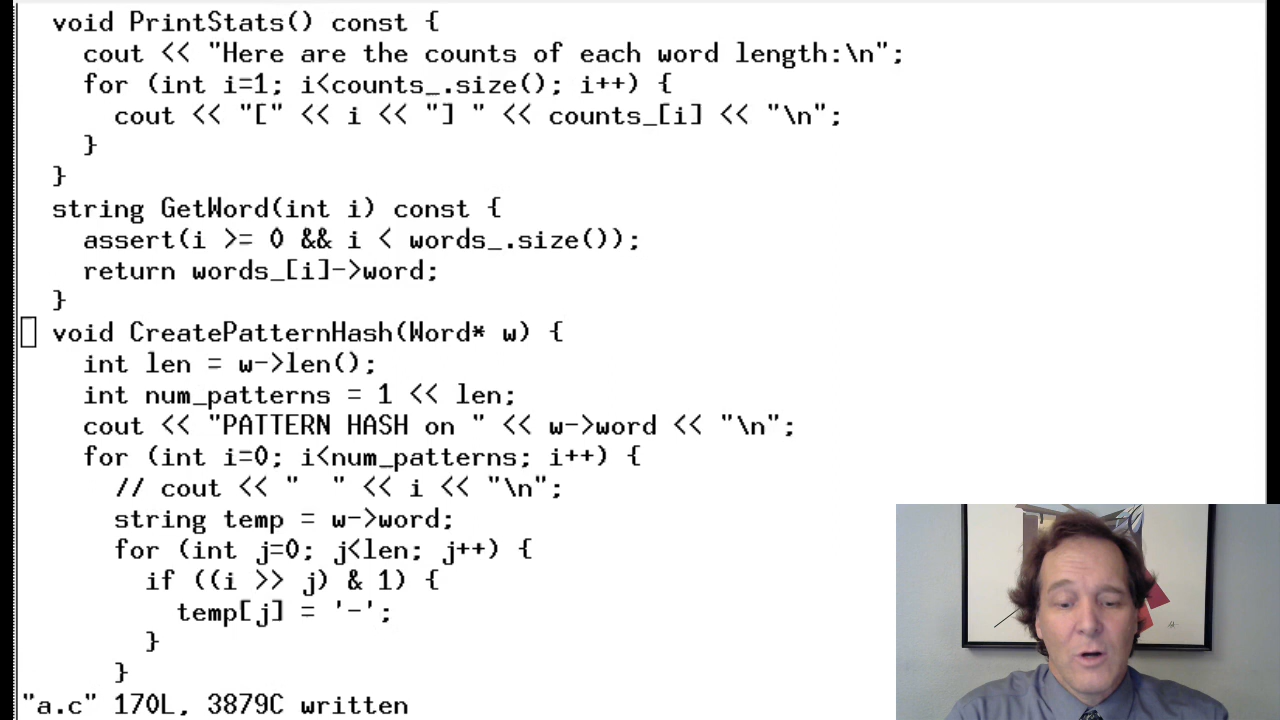 void PrintStats() const {
cout << "Here are the counts of each word length:\n";
for (int i=1; i<counts_.size(); i++) {
cout << "[" << i << "] " << counts_[i] << "\n";
}
}
string GetWord(int i) const {
assert(i >= 0 && i < words_.size());
return words_[i]->word;
}
void CreatePatternHash(Word* w) {
int len = w->len();
int num_patterns = 1 << len;
cout << "PATTERN HASH on " << w->word << "\n";
for (int i=0; i<num_patterns; i++) {
// cout << "  " << i << "\n";
string temp = w->word;
for (int j=0; j<len; j++) {
if ((i >> j) & 1) {
temp[j] = '-';
}
}
"a.c" 170L, 3879C written